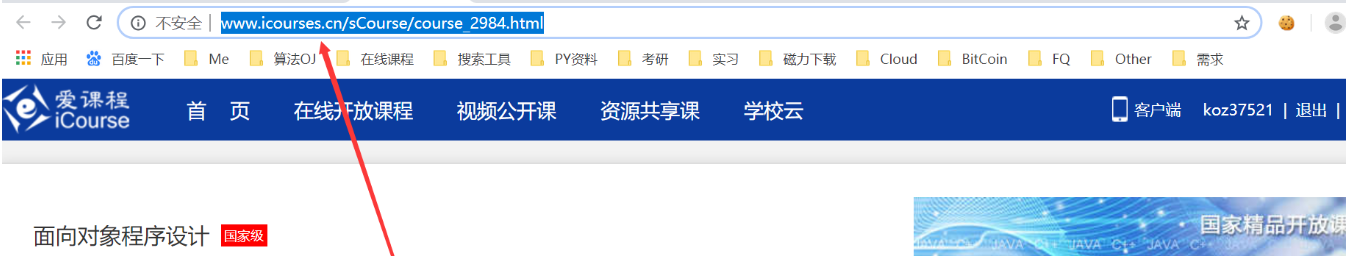 不安全 | www.icourses.cn/sCourse/course_2984.html
应用 百度一下 Me 算法OJ 在线课程 搜索工具 PY资料 考研 实习 磁力下载 Cloud BitCoin FQ Other 需求
爱课程 iCourse 首 页 在线开放课程 视频公开课 资源共享课 学校云 客户端 koz37521 | 退出 |
面向对象程序设计 国家级
国家精品开放课
JAVA C++ JAVA C++ JAVA C++ JAVA C++